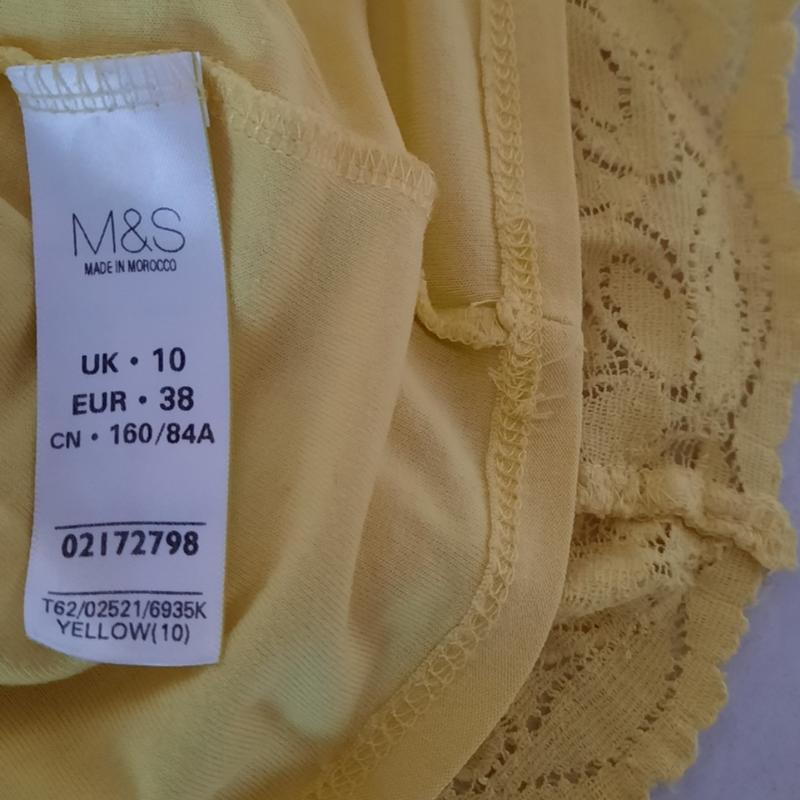 M&S
MADE IN MOROCCO
UK • 10
EUR • 38
CN • 160/84A
02172798
T62/02521/6935K
YELLOW(10)